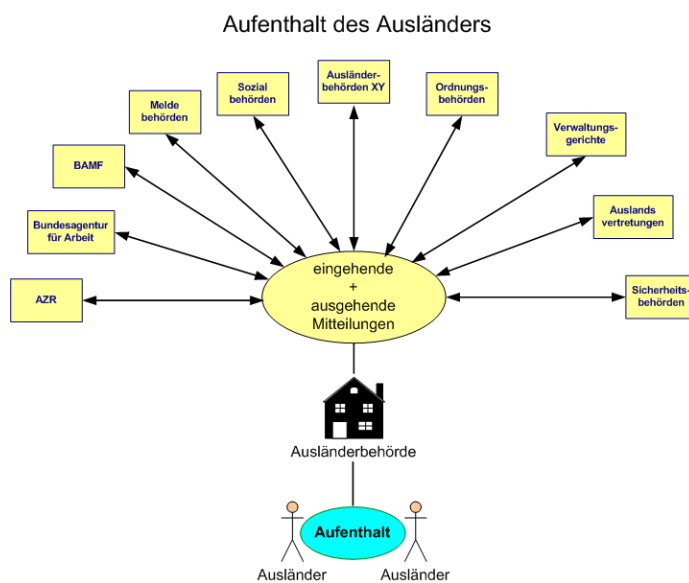 Aufenthalt des Ausländers
Ausländer-
behörden XY
Sozial
behörden
Ordnungs-
behörden
Melde
behörden
Verwaltungs-
gerichte
BAMF
Auslands
vertretungen
Bundesagentur
für Arbeit
Sicherheits-
behörden
AZR
eingehende
+
ausgehende
Mitteilungen
Ausländerbehörde
Aufenthalt
Ausländer
Ausländer